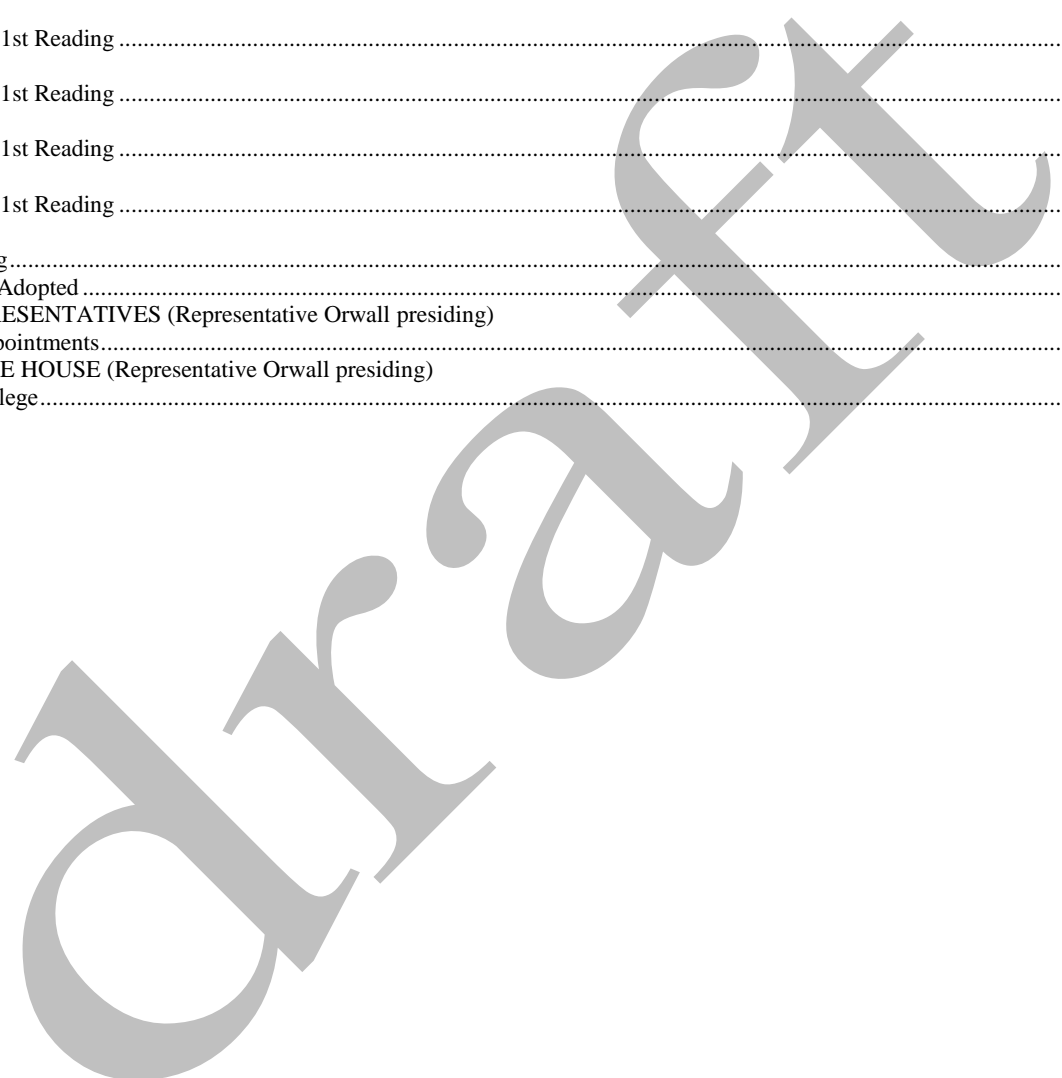 1st Reading ................................................................................
1st Reading ................................................................................
1st Reading ................................................................................
1st Reading ................................................................................
g ................................................................................
Adopted ................................................................................
ESENTATIVES (Representative Orwall presiding)
pointments ................................................................................
E HOUSE (Representative Orwall presiding)
lege ................................................................................
draft